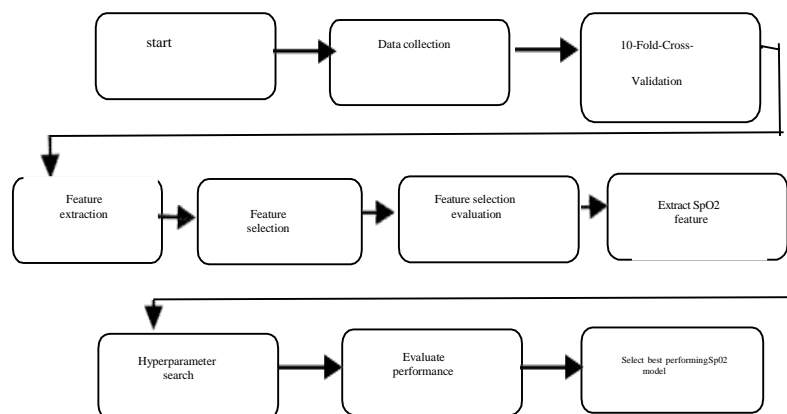 start
Data collection
10-Fold-Cross-
Validation
Feature
extraction
Feature
selection
Feature selection
evaluation
Extract SpO2
feature
Hyperparameter
search
Evaluate
performance
Select best performingSp02
model